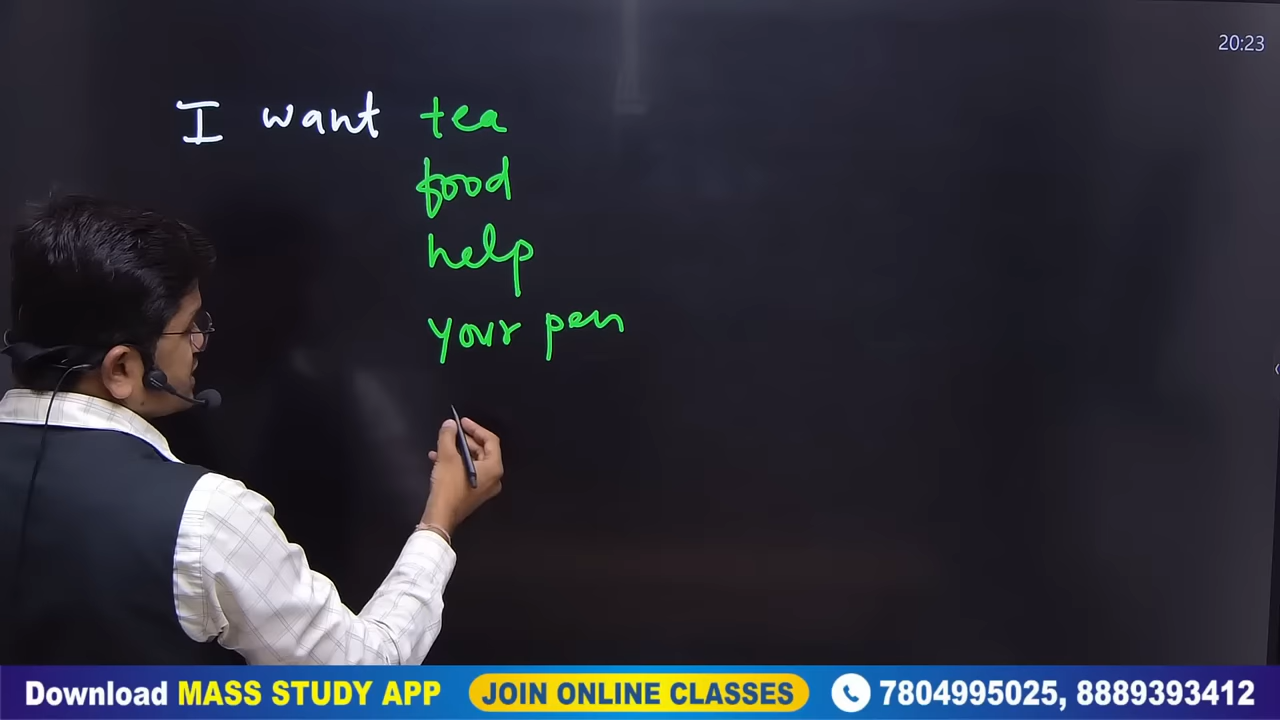 20:23
I want tea
food
help
your pen
Download MASS STUDY APP JOIN ONLINE CLASSES 7804995025, 8889393412